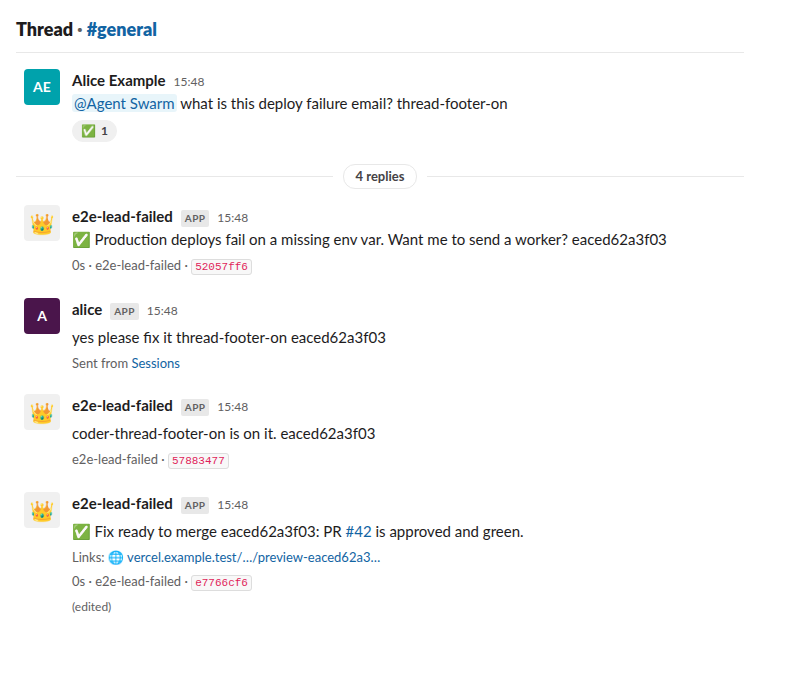 Thread • #general
AE
Alice Example 15:48
@Agent Swarm what is this deploy failure email? thread-footer-on
✅ 1
4 replies
e2e-lead-failed APP 15:48
✅ Production deploys fail on a missing env var. Want me to send a worker? eaced62a3f03
0s · e2e-lead-failed · 52057ff6
A
alice APP 15:48
yes please fix it thread-footer-on eaced62a3f03
Sent from Sessions
e2e-lead-failed APP 15:48
coder-thread-footer-on is on it. eaced62a3f03
e2e-lead-failed · 57883477
e2e-lead-failed APP 15:48
✅ Fix ready to merge eaced62a3f03: PR #42 is approved and green.
Links: 🌐 vercel.example.test/.../preview-eaced62a3...
0s · e2e-lead-failed · e7766cf6
(edited)